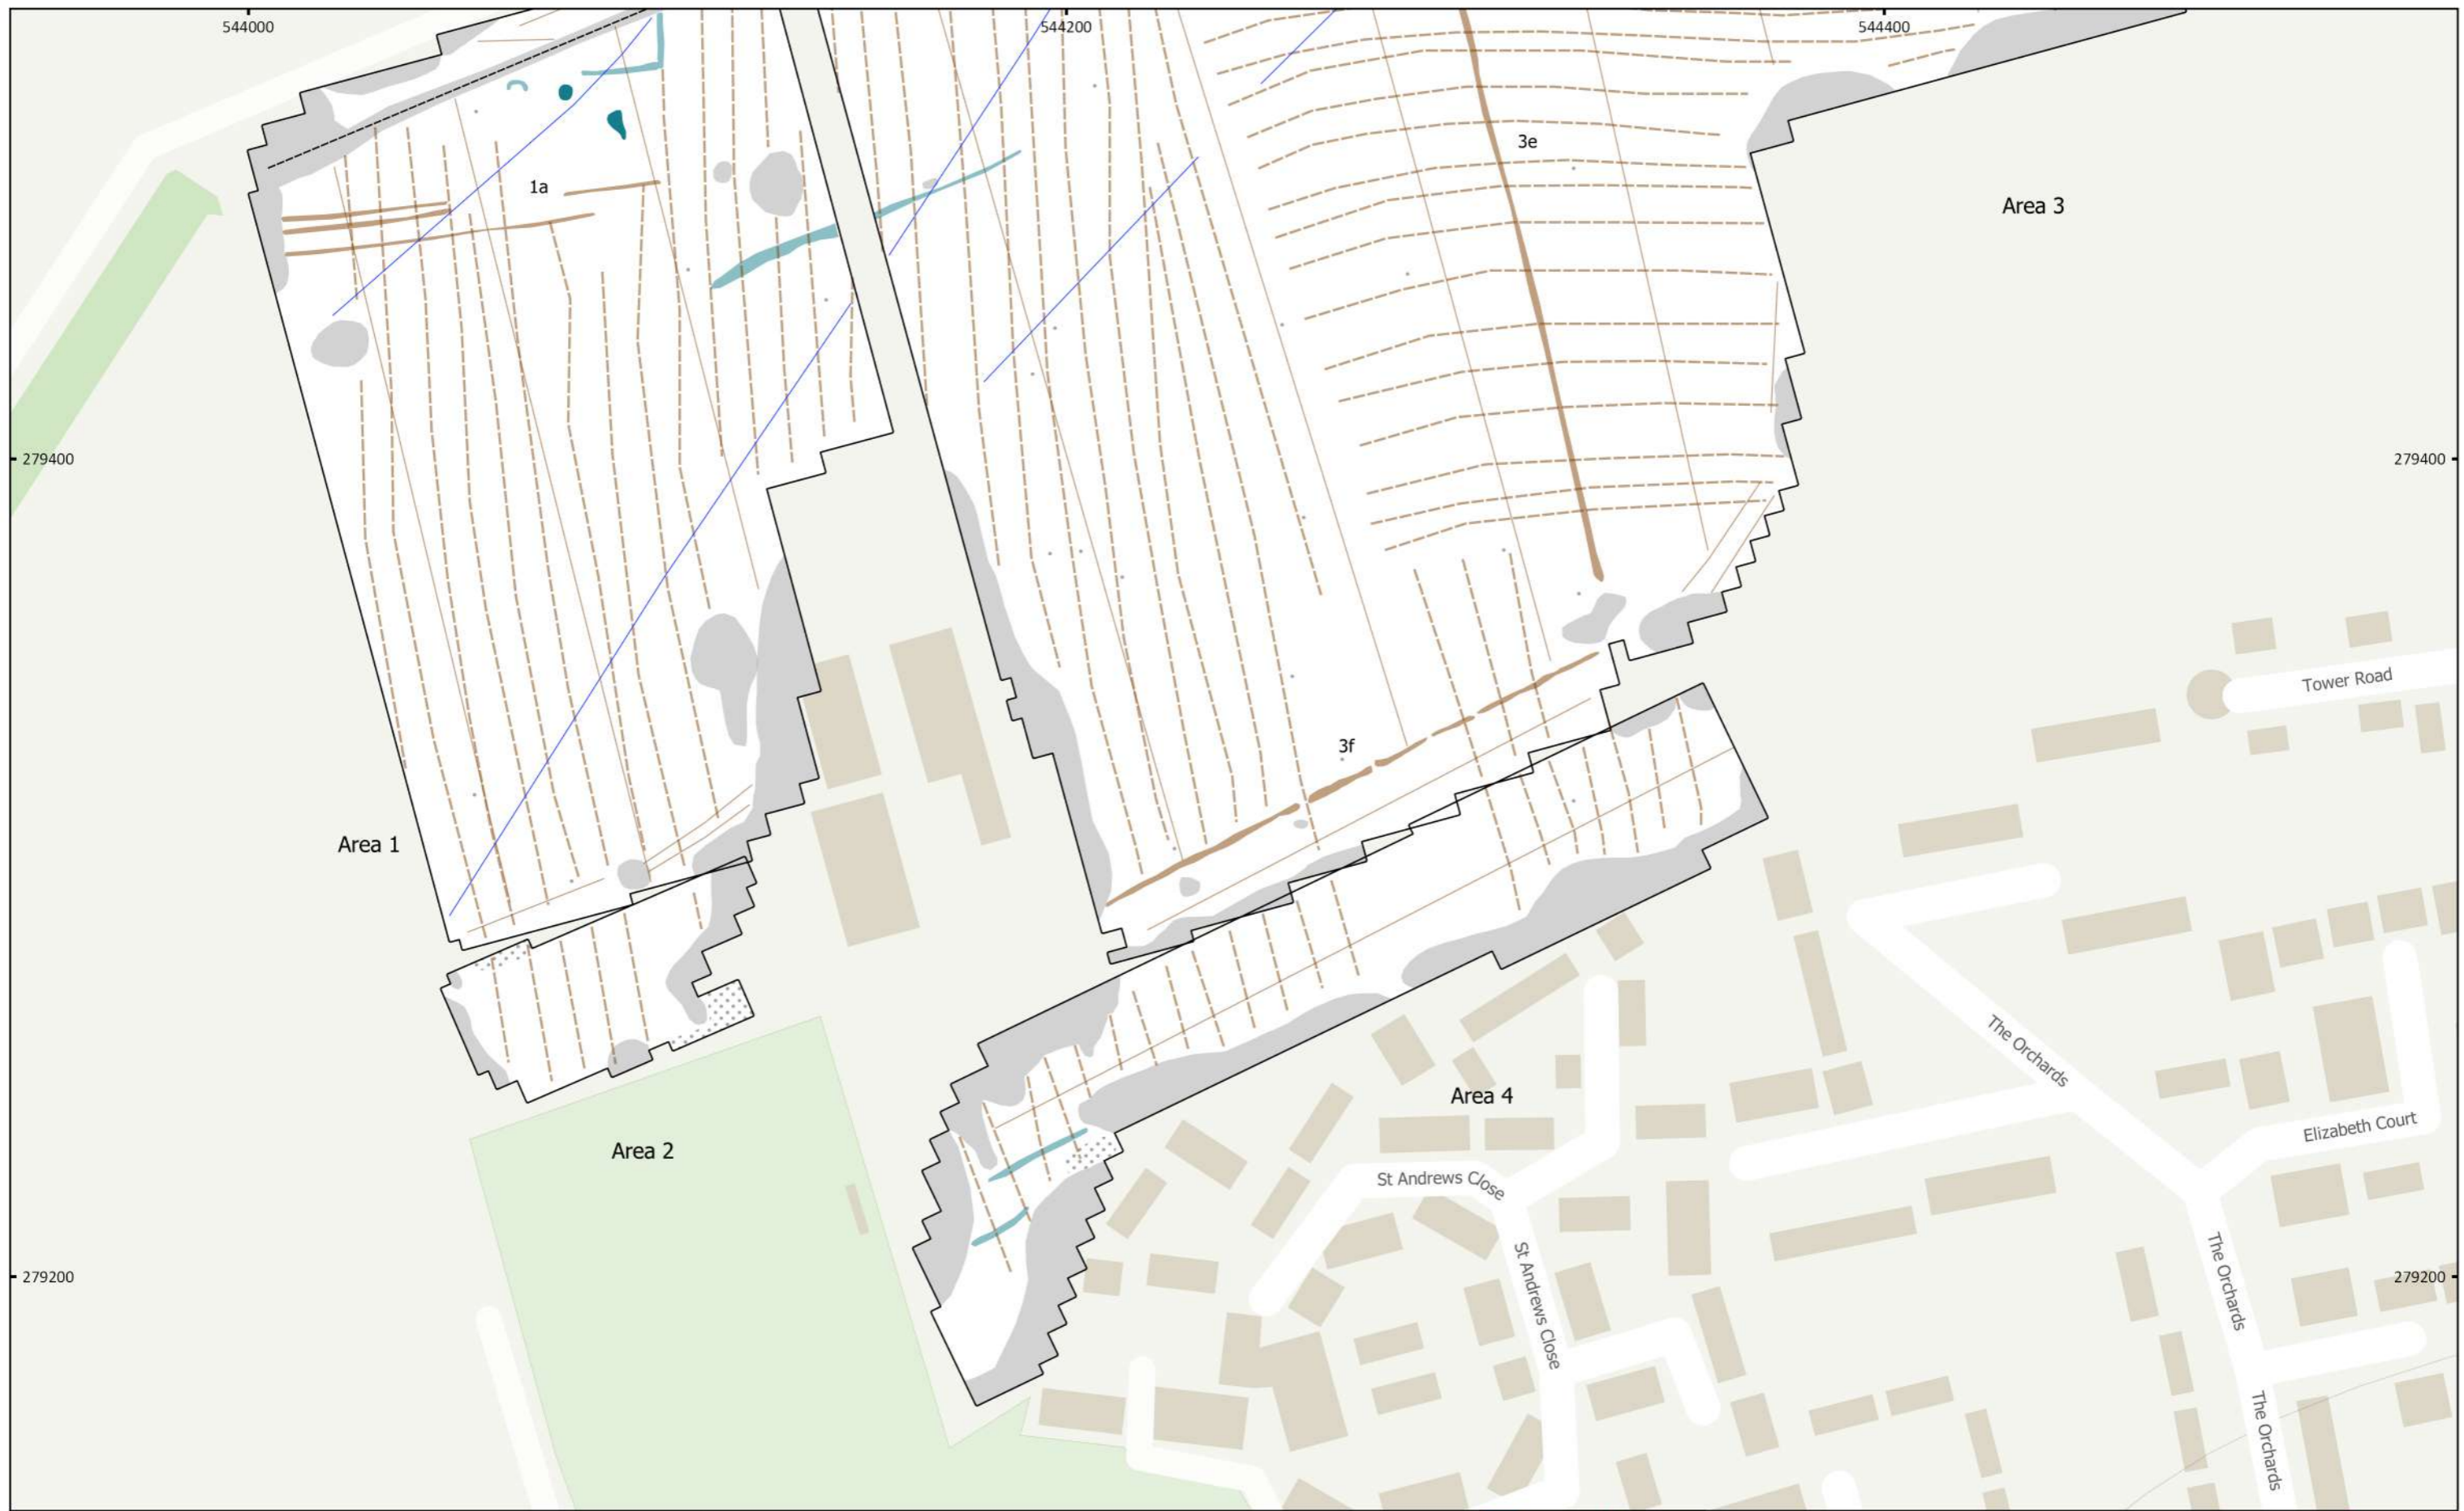 544000
544200
544400
3e
1a
Area 3
279400
279400
Tower Road
3f
Area 1
The Orchards
Area 4
Elizabeth Court
Area 2
St Andrews Close
St Andrews Close
The Orchards
279200
279200
The Orchards